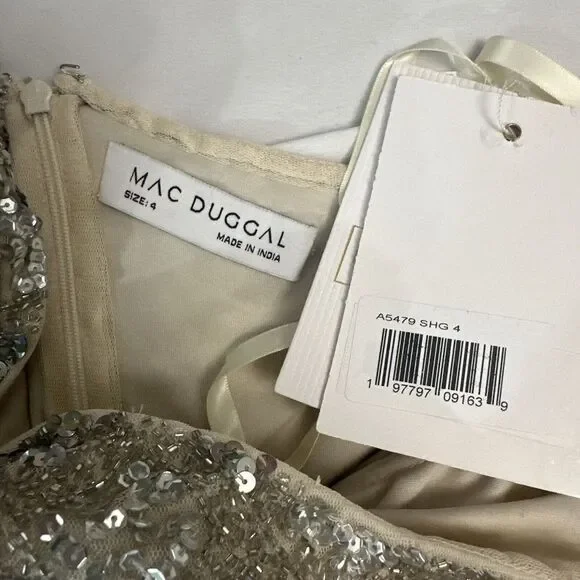 MAC DUGGAL
SIZE: 4
MADE IN INDIA
A5479 SHG 4
1 97797 09163 9